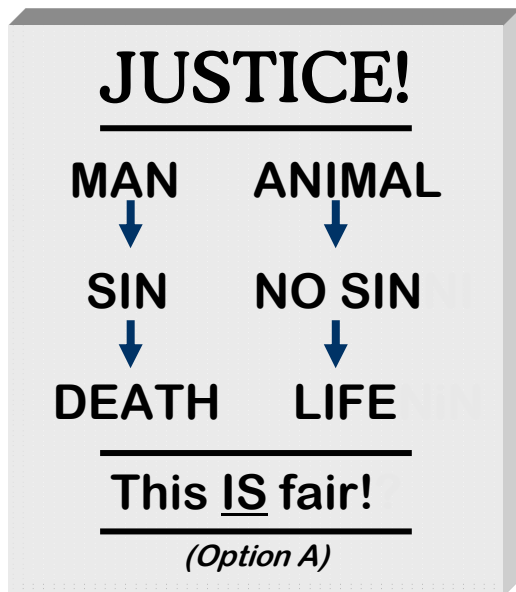 JUSTICE!
MAN ANIMAL
SIN NO SIN
DEATH LIFE
This IS fair!
(Option A)